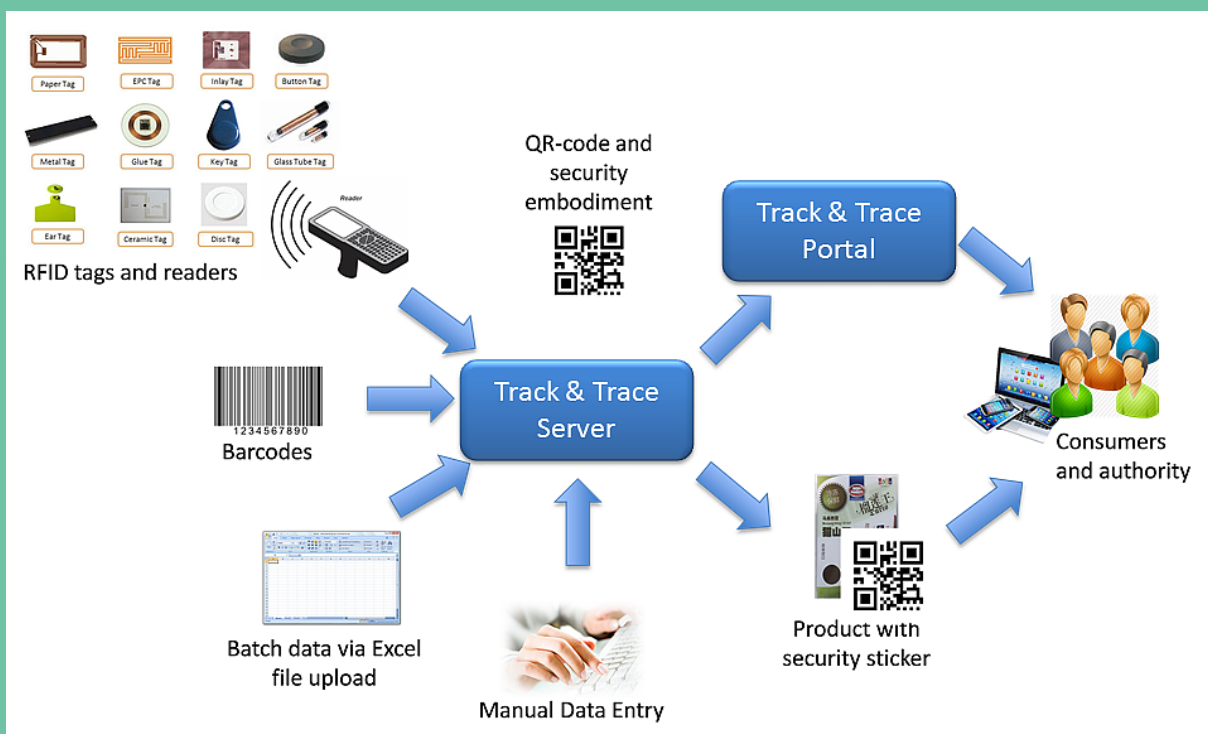 Paper Tag
EPC Tag
Inlay Tag
Button Tag
Metal Tag
Glue Tag
Key Tag
Glass Tube Tag
Ear Tag
Ceramic Tag
Disc Tag
Reader
RFID tags and readers
QR-code and
security
embodiment
Track & Trace
Portal
Track & Trace
Server
1234567890
Barcodes
Consumers
and authority
Batch data via Excel
file upload
Manual Data Entry
Product with
security sticker